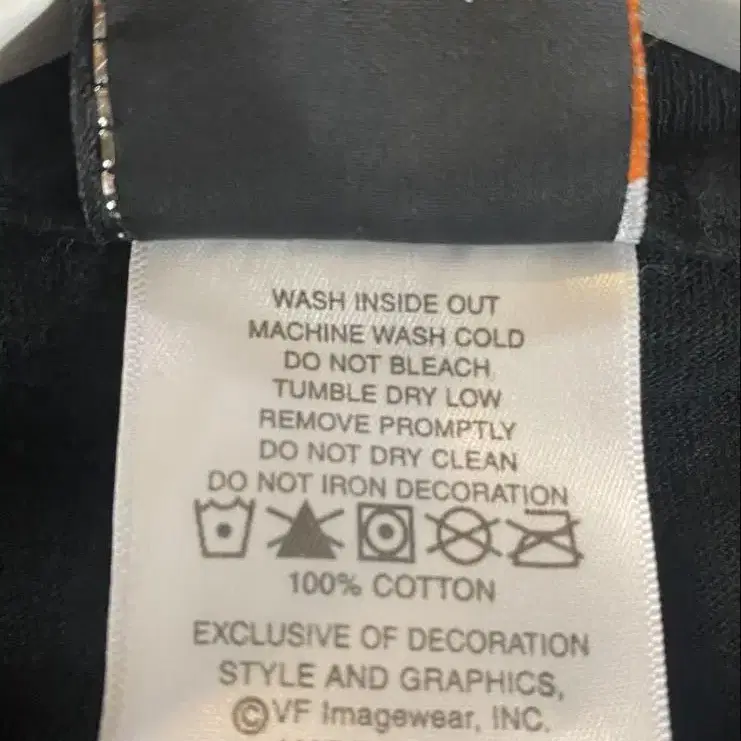 WASH INSIDE OUT
MACHINE WASH COLD
DO NOT BLEACH
TUMBLE DRY LOW
REMOVE PROMPTLY
DO NOT DRY CLEAN
DO NOT IRON DECORATION
100% COTTON
EXCLUSIVE OF DECORATION
STYLE AND GRAPHICS,
©VF Imagewear, INC.